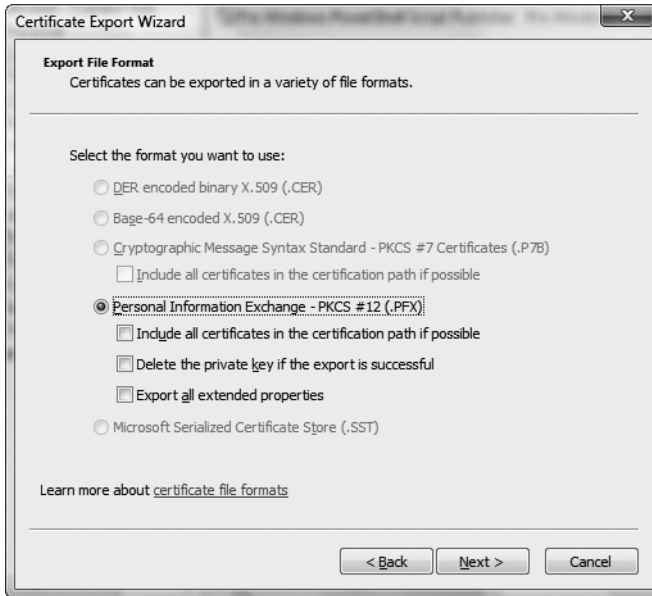 Certificate Export Wizard
Export File Format
Certificates can be exported in a variety of file formats.
Select the format you want to use:
DER encoded binary X.509 (.CER)
Base-64 encoded X.509 (.CER)
Cryptographic Message Syntax Standard - PKCS #7 Certificates (.P7B)
Include all certificates in the certification path if possible
Personal Information Exchange - PKCS #12 (.PFX)
Include all certificates in the certification path if possible
Delete the private key if the export is successful
Export all extended properties
Microsoft Serialized Certificate Store (.SST)
Learn more about certificate file formats
< Back Next > Cancel